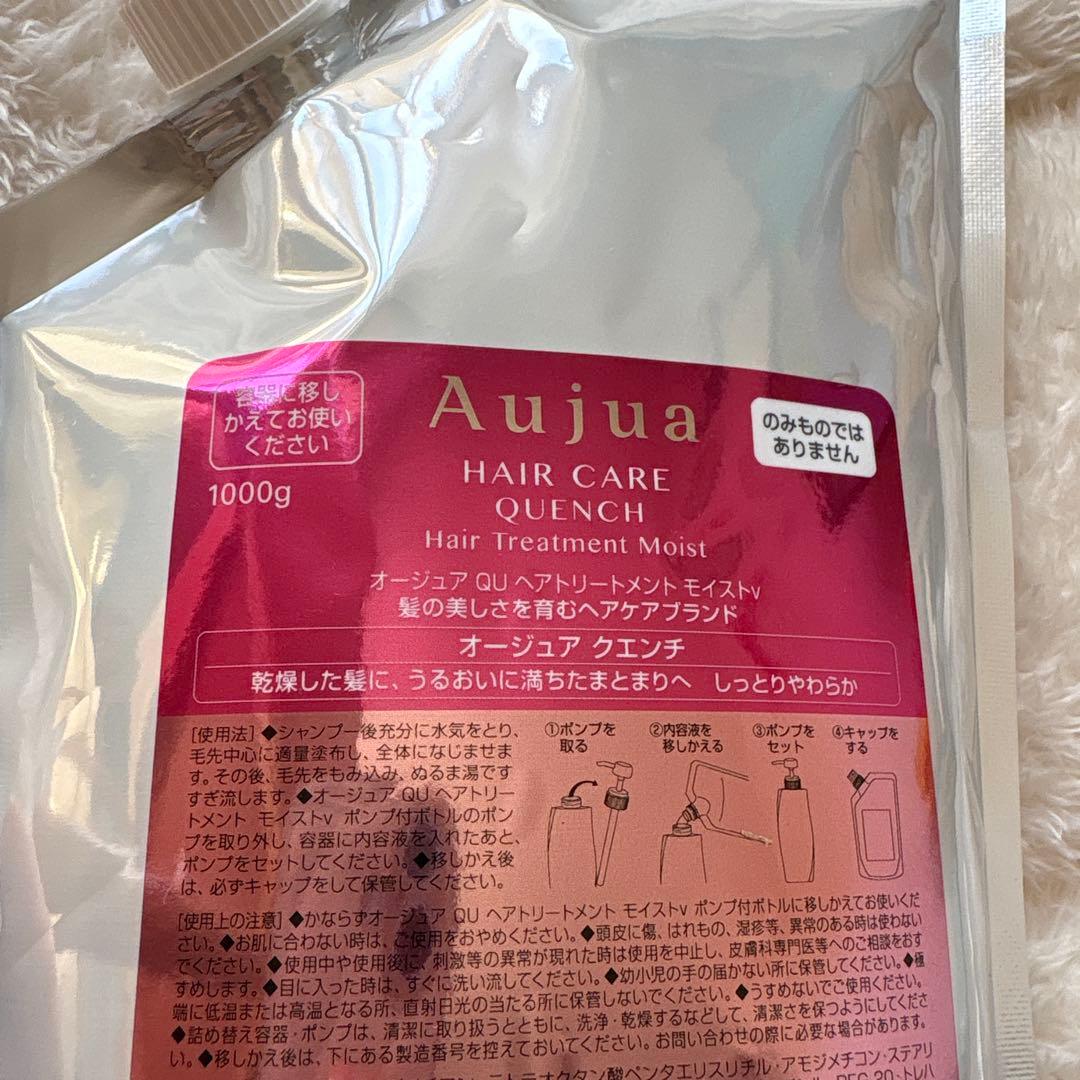 容器に移し
かえてお使い
ください
1000g
Aujua
のみものでは
ありません
HAIR CARE
QUENCH
Hair Treatment Moist
オージュア QU ヘアトリートメント モイストv
髪の美しさを育むヘアケアブランド
オージュア クエンチ
乾燥した髪に、うるおいに満ちたまとまりへ しっとりやわらか
[使用法]◆シャンプー後充分に水気をとり、
毛先中心に適量塗布し、全体になじませま
す。その後、毛先をもみ込み、ぬるま湯です
すぎ流します。◆オージュア QU ヘアトリー
トメント モイストv ポンプ付ボトルのポン
プを取り外し、容器に内容液を入れたあと、
ポンプをセットしてください。◆移しかえ後
は、必ずキャップをして保管してください。
①ポンプを
取る
②内容液を
移しかえる
③ポンプを
セット
④キャップを
する
[使用上の注意]◆かならずオージュア QU ヘアトリートメント モイストv ポンプ付ボトルに移しかえてお使いくだ
さい。◆お肌に合わない時は、ご使用をおやめください。◆頭皮に傷、はれもの、湿疹等、異常のある時は使わない
でください。◆使用中や使用後に、刺激等の異常が現れた時は使用を中止し、皮膚科専門医等へのご相談をおす
すめします。◆目に入った時は、すぐに洗い流してください。◆幼小児の手の届かない所に保管してください。◆極
端に低温または高温となる所、直射日光の当たる所に保管しないでください。◆うすめないでご使用ください。
◆詰め替え容器・ポンプは、清潔に取り扱うとともに、洗浄・乾燥するなどして、清潔さを保つようにしてくださ
い。◆移しかえ後は、下にある製造番号を控えておいてください。お問い合わせの際に必要な場合があります。
テトラオクタン酸ペンタエリスリチル・アモジメチコン・ステアリ